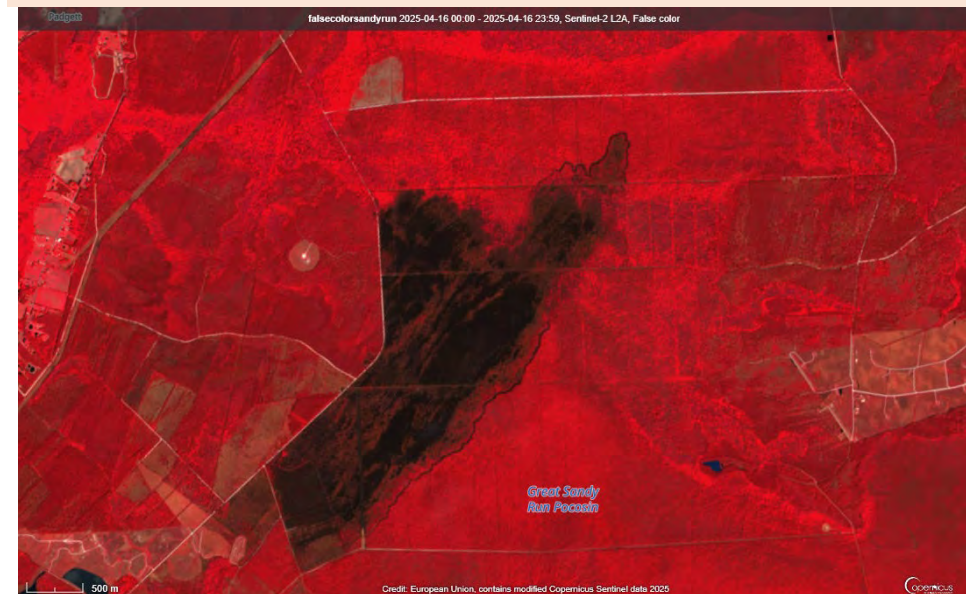 Padgett
falsecolorsandyrun 2025-04-16 00:00 - 2025-04-16 23:59, Sentinel-2 L2A, False color
Great Sandy
Run Pocosin
500 m
Credit: European Union, contains modified Copernicus Sentinel data 2025
opernicus